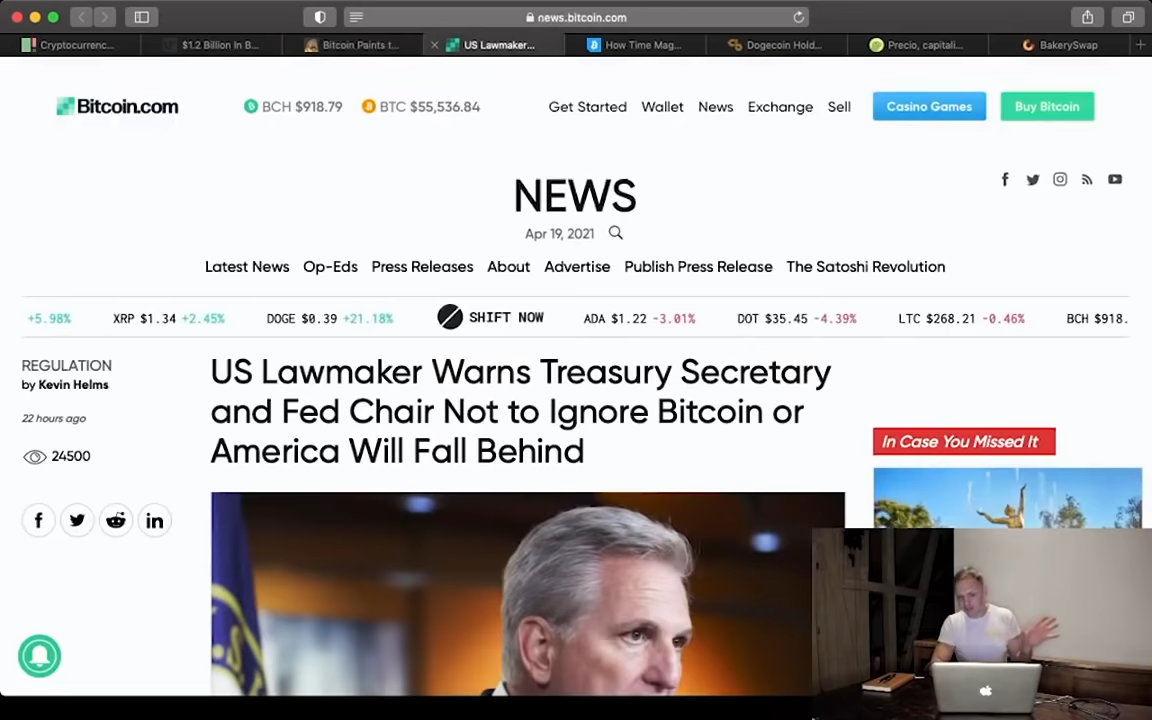 news.bitcoin.com
Cryptocurrenc...
$1.2 Billion In B...
Bitcoin Paints t...
US Lawmaker...
How Time Mag...
Dogecoin Hold...
Precio, capitali...
BakerySwap
Bitcoin.com
BCH $918.79
BTC $55,536.84
Get Started
Wallet
News
Exchange
Sell
Casino Games
Buy Bitcoin
NEWS
Apr 19, 2021
Latest News
Op-Eds
Press Releases
About
Advertise
Publish Press Release
The Satoshi Revolution
+5.98%
XRP $1.34 +2.45%
DOGE $0.39 +21.18%
SHIFT NOW
ADA $1.22 -3.01%
DOT $35.45 -4.39%
LTC $268.21 -0.46%
BCH $918.
REGULATION
by Kevin Helms
22 hours ago
24500
US Lawmaker Warns Treasury Secretary
and Fed Chair Not to Ignore Bitcoin or
America Will Fall Behind
In Case You Missed It